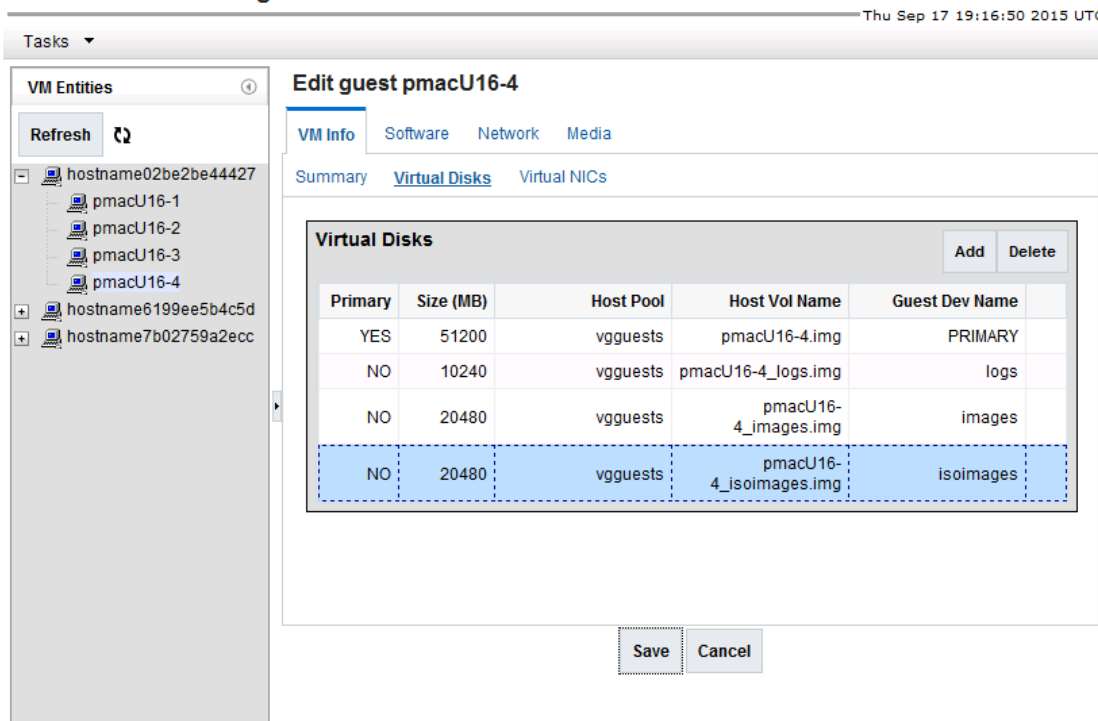 Thu Sep 17 19:16:50 2015 UTC
Tasks
VM Entities
Refresh
hostname02be2be44427
pmacU16-1
pmacU16-2
pmacU16-3
pmacU16-4
hostname6199ee5b4c5d
hostname7b02759a2ecc
Edit guest pmacU16-4
VM Info Software Network Media
Summary Virtual Disks Virtual NICs
Virtual Disks
Add Delete
Primary Size (MB) Host Pool Host Vol Name Guest Dev Name
YES 51200 vgguests pmacU16-4.img PRIMARY
NO 10240 vgguests pmacU16-4_logs.img logs
NO 20480 vgguests pmacU16-
4_images.img images
NO 20480 vgguests pmacU16-
4_isoimages.img isoimages
Save Cancel